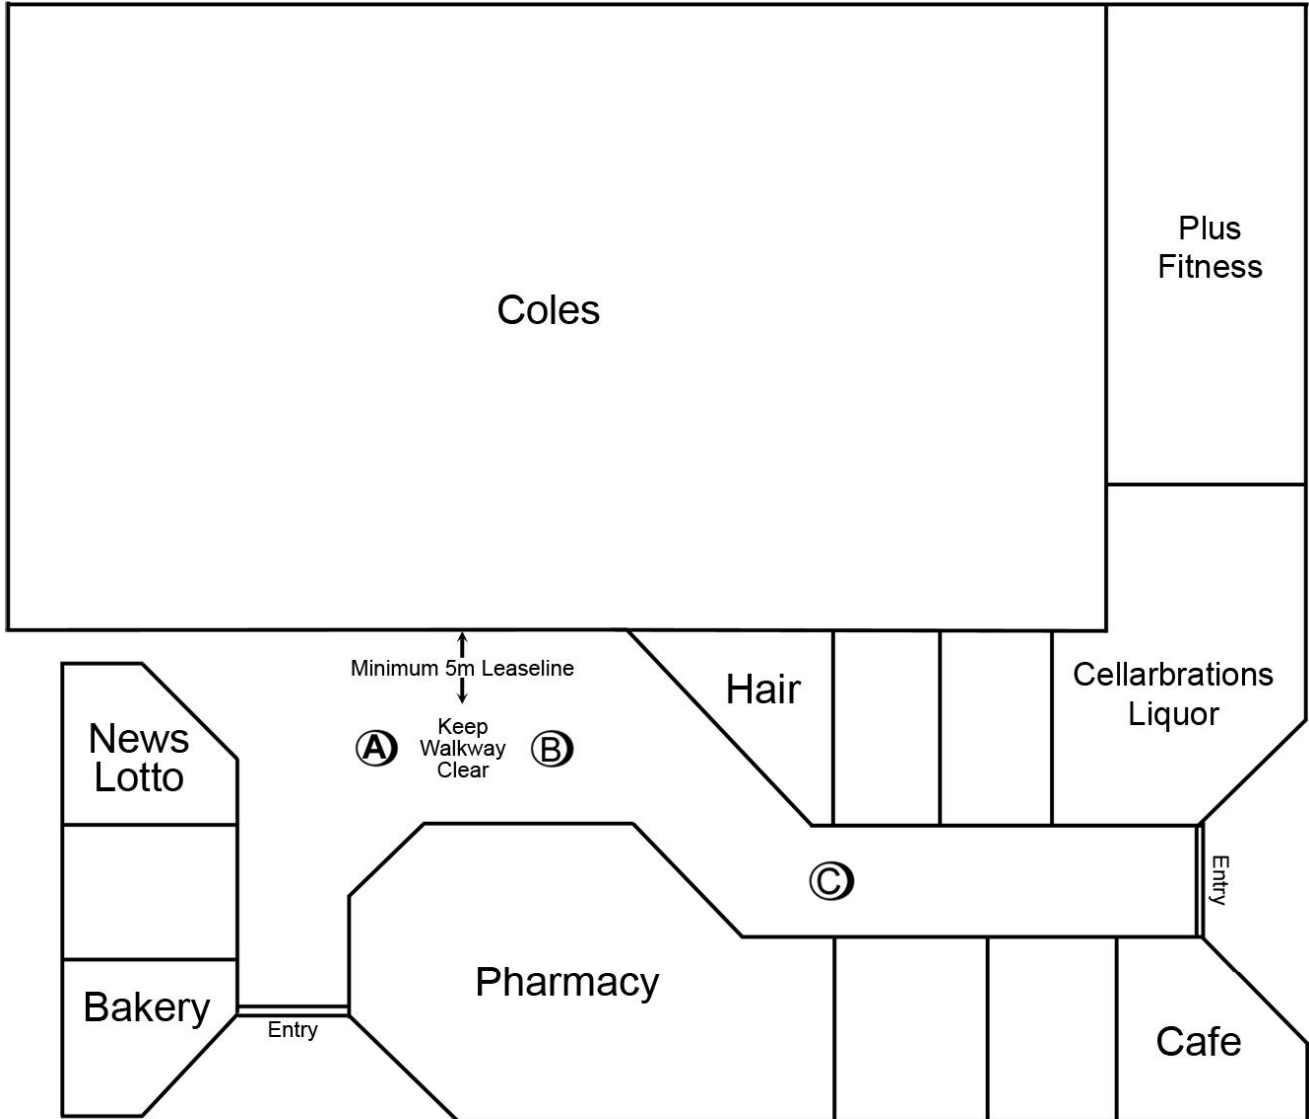 Plus
Fitness
Coles
Minimum 5m Leaseline
Hair
Cellarbrations
Liquor
News
Lotto
A
Keep
Walkway
Clear
B
C
Entry
Pharmacy
Bakery
Entry
Cafe